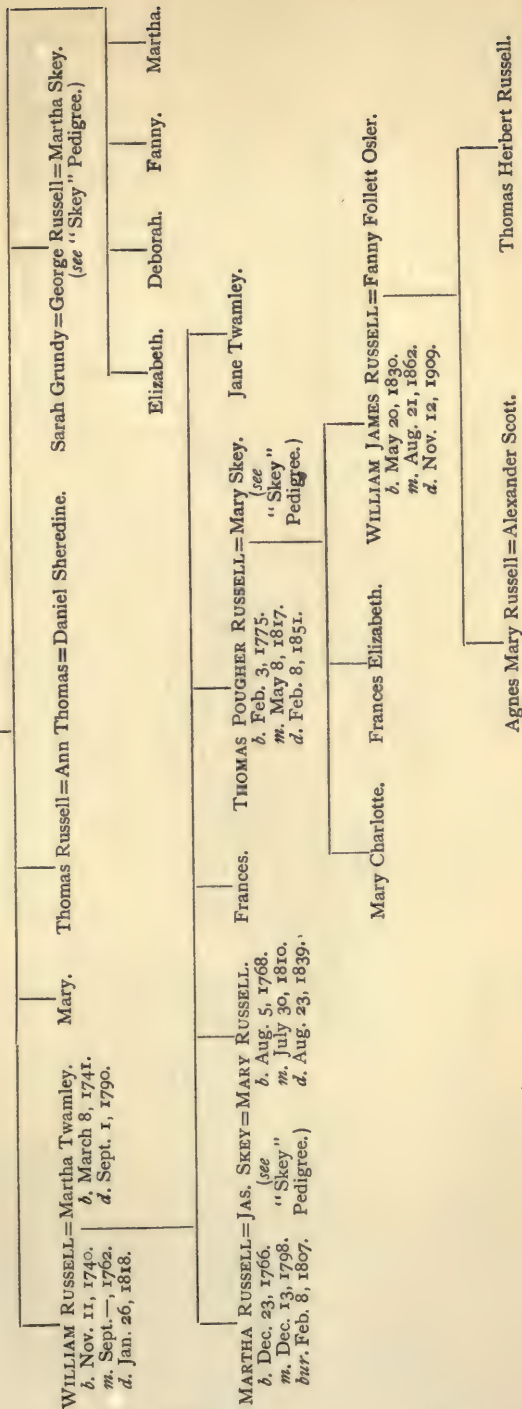 WILLIAM RUSSELL=Martha Twamley.
b. Nov. 11, 1740.
m. Sept.—, 1762.
d. Jan. 26, 1818.
b. March 8, 1741.
d. Sept. 1, 1790.
Mary.
Thomas Russell=Ann Thomas=Daniel Sheredine.
Sarah Grundy=George Russell=Martha Skey.
(see "Skey" Pedigree.)
Elizabeth.
Deborah.
Fanny.
Martha.
MARTHA RUSSELL=JAS. SKEY=MARY RUSSELL.
b. Dec. 23, 1766.
m. Dec. 13, 1798.
bur. Feb. 8, 1807.
(see
"Skey"
Pedigree.)
b. Aug. 5, 1768.
m. July 30, 1810.
d. Aug. 23, 1839.
Frances.
THOMAS POUGHER RUSSELL=Mary Skey.
b. Feb. 3, 1775.
m. May 8, 1817.
d. Feb. 8, 1851.
(see
"Skey"
Pedigree.)
Jane Twamley.
Mary Charlotte.
Frances Elizabeth.
WILLIAM JAMES RUSSELL=Fanny Follett Osler.
b. May 20, 1830.
m. Aug. 21, 1862.
d. Nov. 12, 1909.
Agnes Mary Russell=Alexander Scott.
Thomas Herbert Russell.